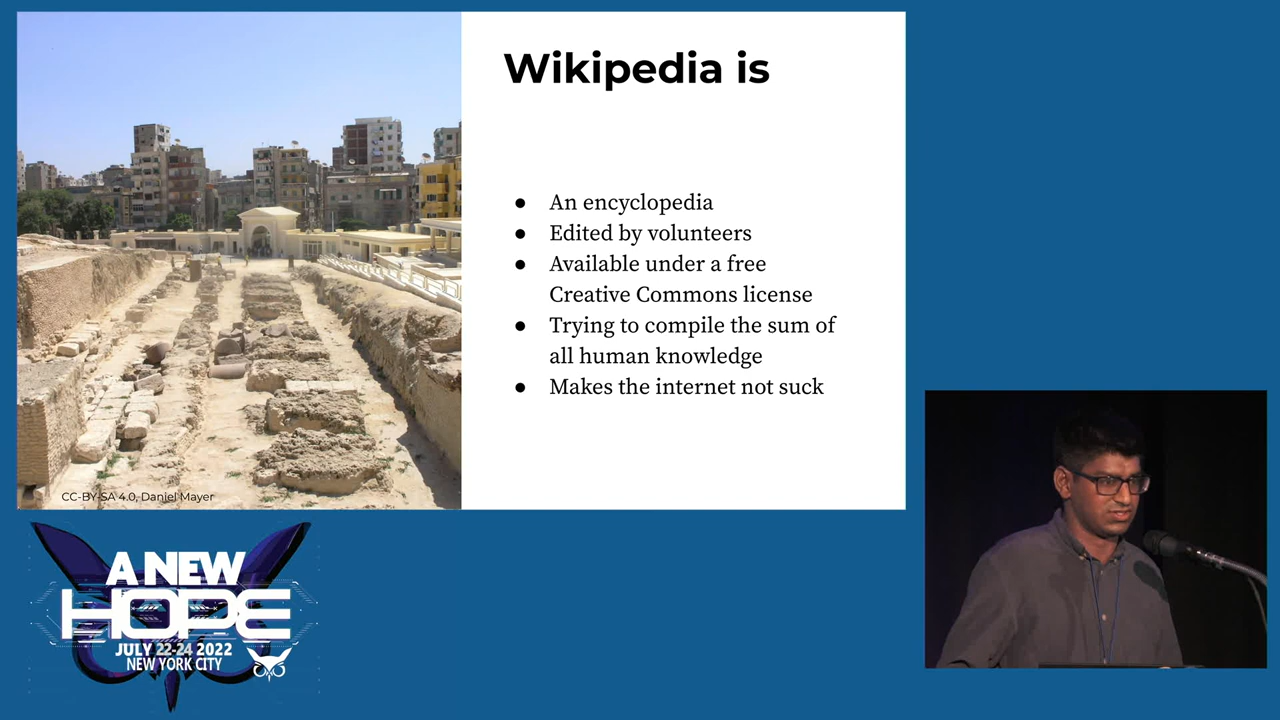 Wikipedia is
● An encyclopedia
● Edited by volunteers
● Available under a free
Creative Commons license
● Trying to compile the sum of
all human knowledge
● Makes the internet not suck
CC-BY-SA 4.0, Daniel Mayer
A NEW
HOPE
JULY 22-24 2022
NEW YORK CITY